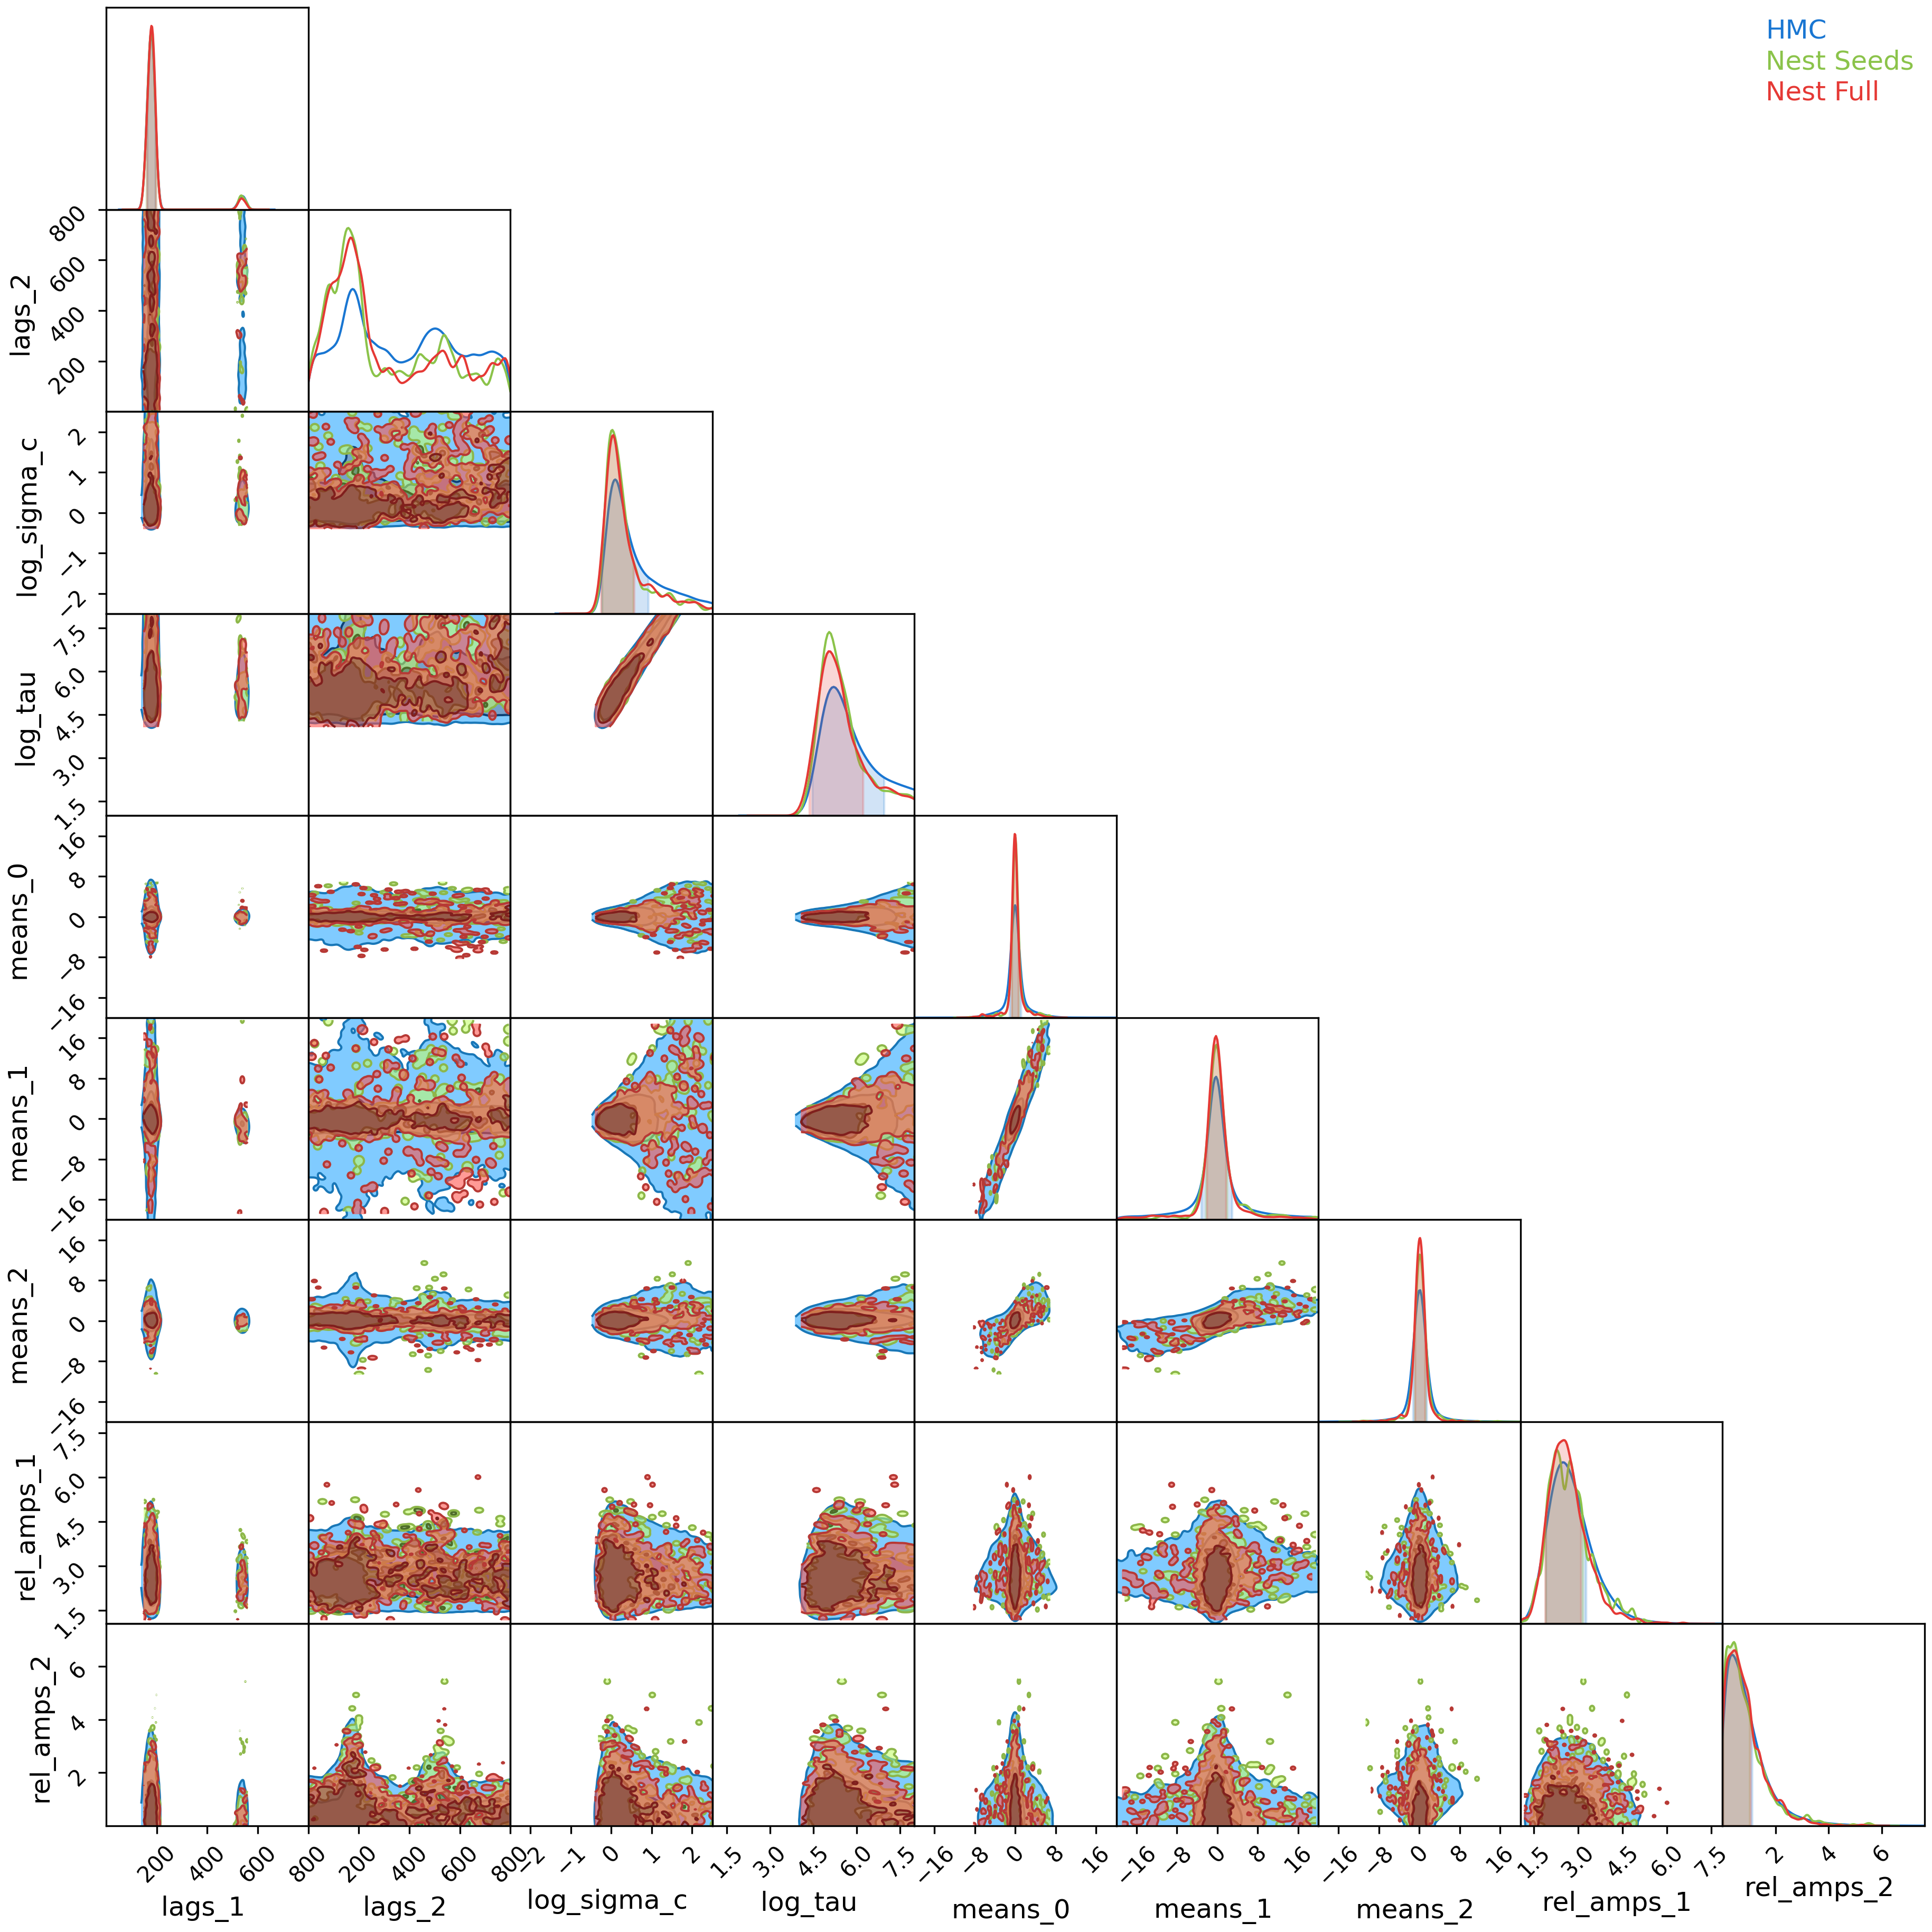 HMC
Nest Seeds
Nest Full
800
600
400
200
lags_2
2
1
0
−1
−2
log_sigma_c
7.5
6.0
4.5
3.0
1.5
log_tau
16
8
0
−8
−16
means_0
16
8
0
−8
−16
means_1
16
8
0
−8
−16
means_2
7.5
6.0
4.5
3.0
1.5
rel_amps_1
6
4
2
rel_amps_2
200 400 600 800
200 400 600 800
−2 −1 0 1 2
1.5 3.0 4.5 6.0 7.5
−16 −8 0 8 16
−16 −8 0 8 16
−16 −8 0 8 16
1.5 3.0 4.5 6.0 7.5
2 4 6
lags_1 lags_2 log_sigma_c log_tau means_0 means_1 means_2 rel_amps_1 rel_amps_2